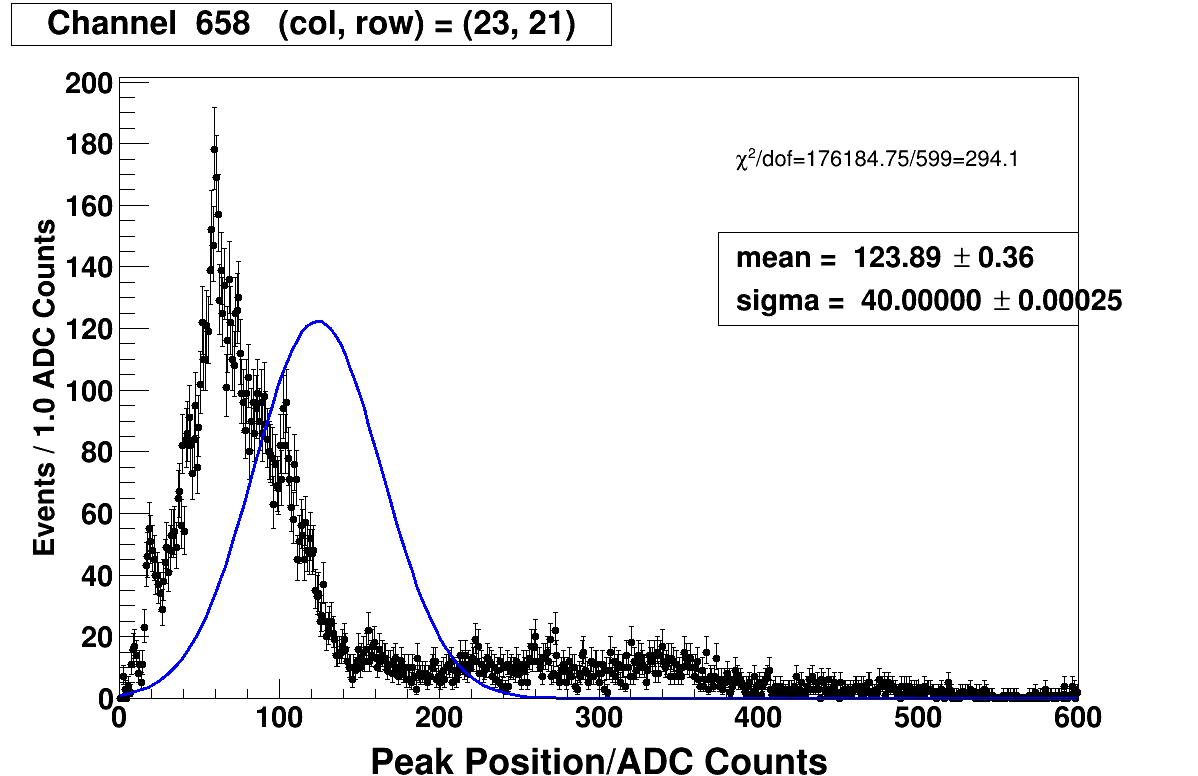 Channel 658 (col, row) = (23, 21)
200
180
160
140
120
100
80
60
40
20
0
Events / 1.0 ADC Counts
χ²/dof=176184.75/599=294.1
mean = 123.89 ± 0.36
sigma = 40.00000 ± 0.00025
0 100 200 300 400 500 600
Peak Position/ADC Counts